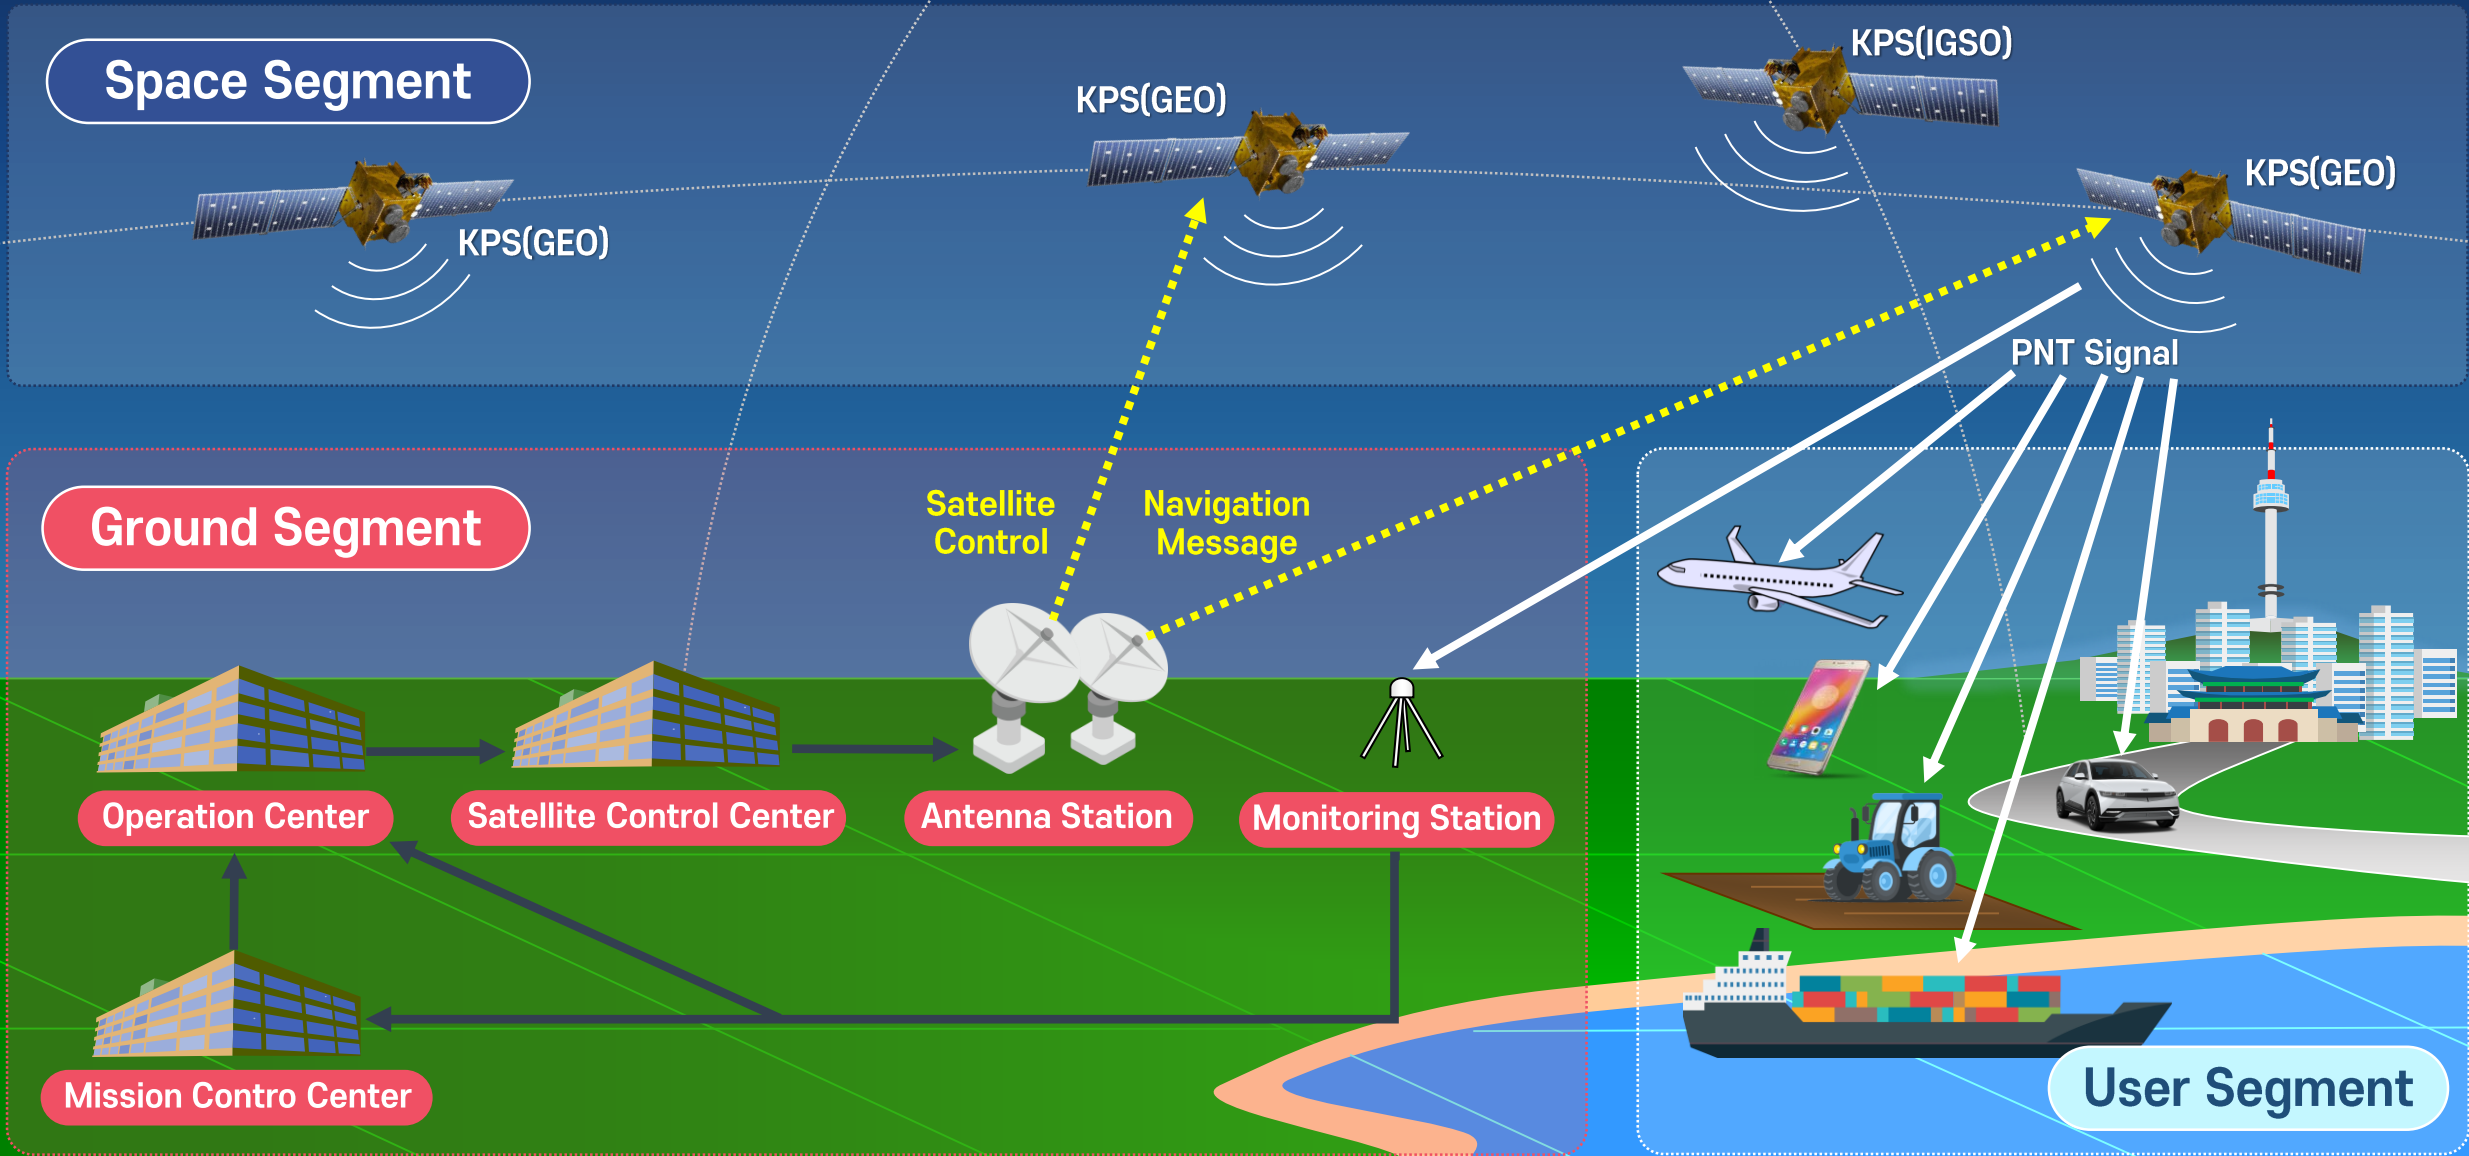 Space Segment
KPS(GEO)
KPS(GEO)
KPS(IGSO)
KPS(GEO)
PNT Signal
Ground Segment
Satellite
Control
Navigation
Message
Operation Center
Satellite Control Center
Antenna Station
Monitoring Station
Mission Contro Center
User Segment